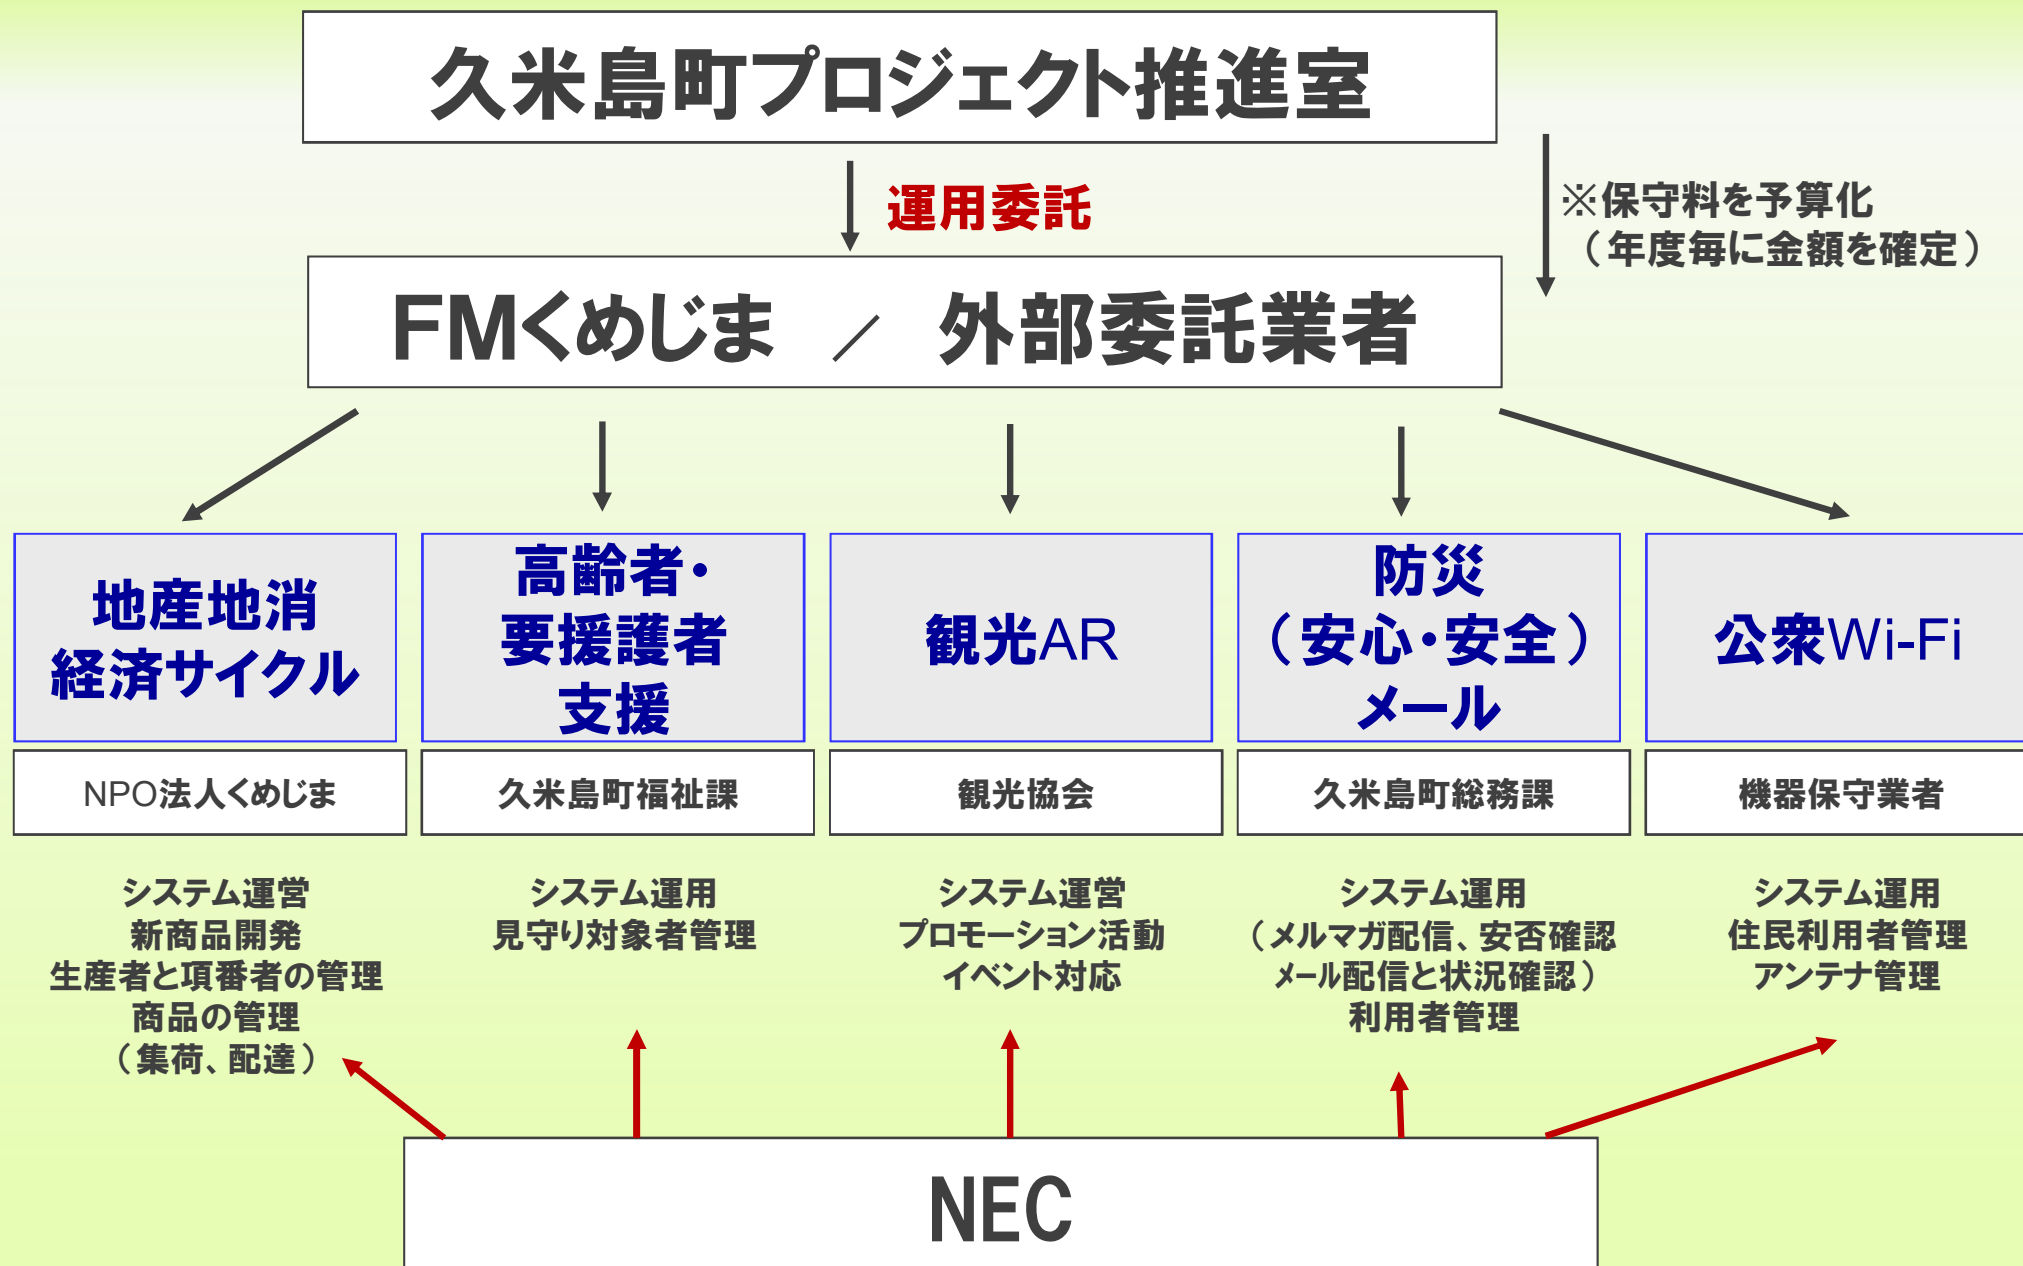 久米島町プロジェクト推進室
運用委託
※保守料を予算化
（年度毎に金額を確定）
FMくめじま ／ 外部委託業者
地産地消
経済サイクル
高齢者・
要援護者
支援
観光AR
防災
（安心・安全）
メール
公衆Wi-Fi
NPO法人くめじま
久米島町福祉課
観光協会
久米島町総務課
機器保守業者
システム運営
新商品開発
生産者と項番者の管理
商品の管理
（集荷、配達）
システム運用
見守り対象者管理
システム運営
プロモーション活動
イベント対応
システム運用
（メルマガ配信、安否確認
メール配信と状況確認）
利用者管理
システム運用
住民利用者管理
アンテナ管理
NEC